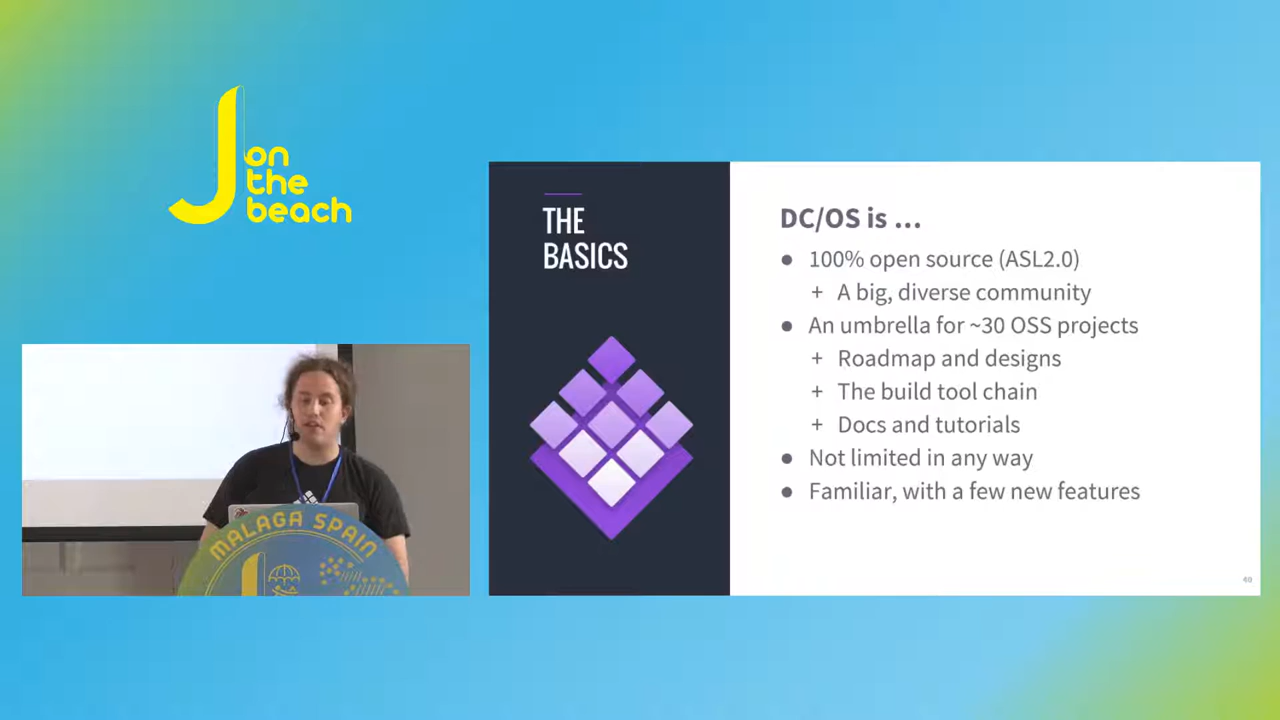 J on
the
beach
THE
BASICS
DC/OS is ...
● 100% open source (ASL2.0)
+ A big, diverse community
● An umbrella for ~30 OSS projects
+ Roadmap and designs
+ The build tool chain
+ Docs and tutorials
● Not limited in any way
● Familiar, with a few new features
MALAGA SPAIN